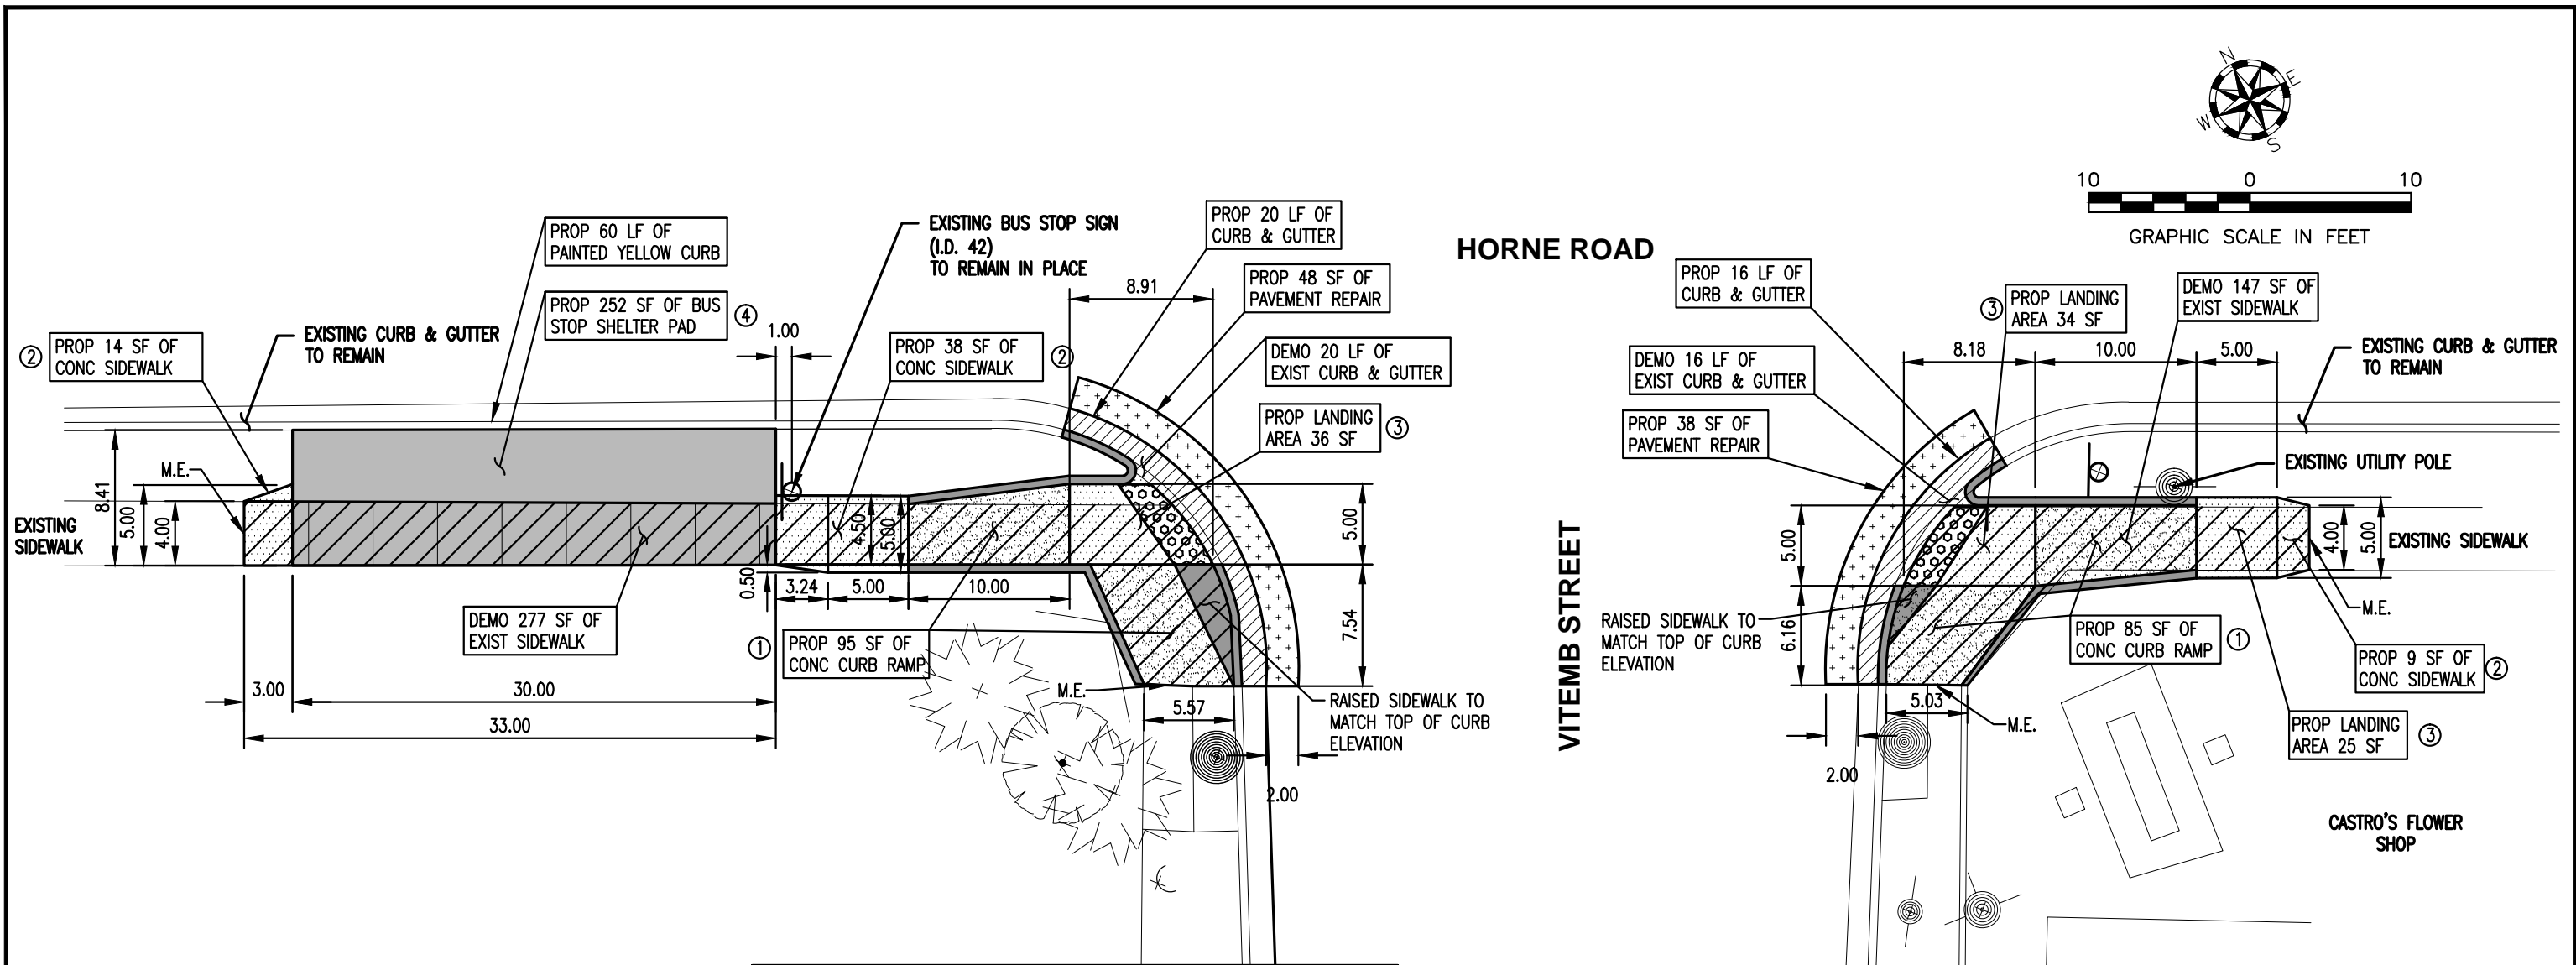 N
E
W
S
10 0 10
GRAPHIC SCALE IN FEET
HORNE ROAD
VITEMB STREET
PROP 60 LF OF
PAINTED YELLOW CURB
PROP 252 SF OF BUS
STOP SHELTER PAD
4
EXISTING BUS STOP SIGN
(I.D. 42)
TO REMAIN IN PLACE
1.00
2
PROP 14 SF OF
CONC SIDEWALK
EXISTING CURB & GUTTER
TO REMAIN
PROP 38 SF OF
CONC SIDEWALK
2
PROP 20 LF OF
CURB & GUTTER
8.91
PROP 48 SF OF
PAVEMENT REPAIR
DEMO 20 LF OF
EXIST CURB & GUTTER
PROP LANDING
AREA 36 SF
3
M.E.
8.41
5.00
4.00
EXISTING
SIDEWALK
4.50
5.00
0.50
3.24
5.00
10.00
5.00
7.54
DEMO 277 SF OF
EXIST SIDEWALK
1
PROP 95 SF OF
CONC CURB RAMP
3.00
30.00
33.00
M.E.
5.57
RAISED SIDEWALK TO
MATCH TOP OF CURB
ELEVATION
2.00
PROP 16 LF OF
CURB & GUTTER
3
PROP LANDING
AREA 34 SF
DEMO 147 SF OF
EXIST SIDEWALK
DEMO 16 LF OF
EXIST CURB & GUTTER
8.18
10.00
5.00
EXISTING CURB & GUTTER
TO REMAIN
PROP 38 SF OF
PAVEMENT REPAIR
EXISTING UTILITY POLE
5.00
6.16
4.00
5.00
EXISTING SIDEWALK
M.E.
RAISED SIDEWALK TO
MATCH TOP OF CURB
ELEVATION
PROP 85 SF OF
CONC CURB RAMP
1
PROP 9 SF OF
CONC SIDEWALK
2
5.03
M.E.
PROP LANDING
AREA 25 SF
3
2.00
CASTRO'S FLOWER
SHOP